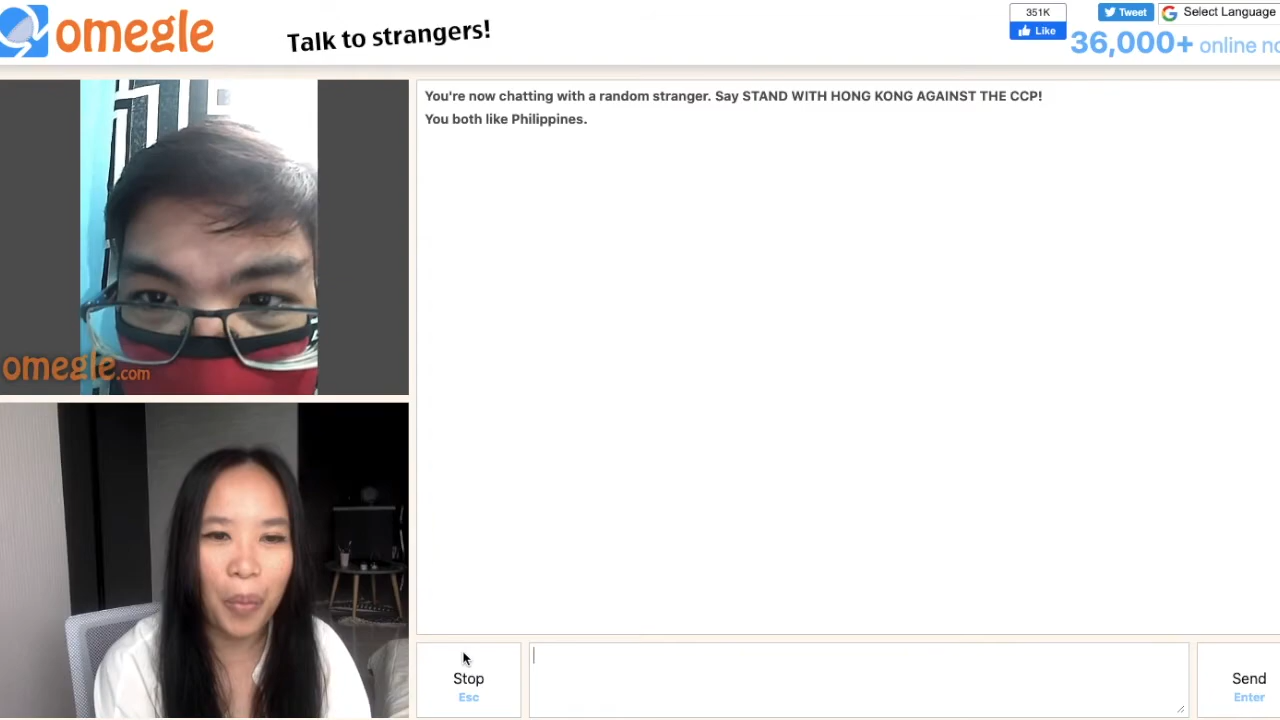 omegle
Talk to strangers!
351K
Like
Tweet
Select Language
36,000+ online no
You're now chatting with a random stranger. Say STAND WITH HONG KONG AGAINST THE CCP!
You both like Philippines.
omegle.com
Stop
Esc
Send
Enter